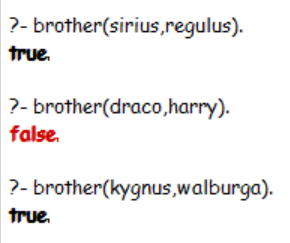 ?- brother(sirius,regulus).
true.
?- brother(draco,harry).
false.
?- brother(kygnus,walburga).
true.